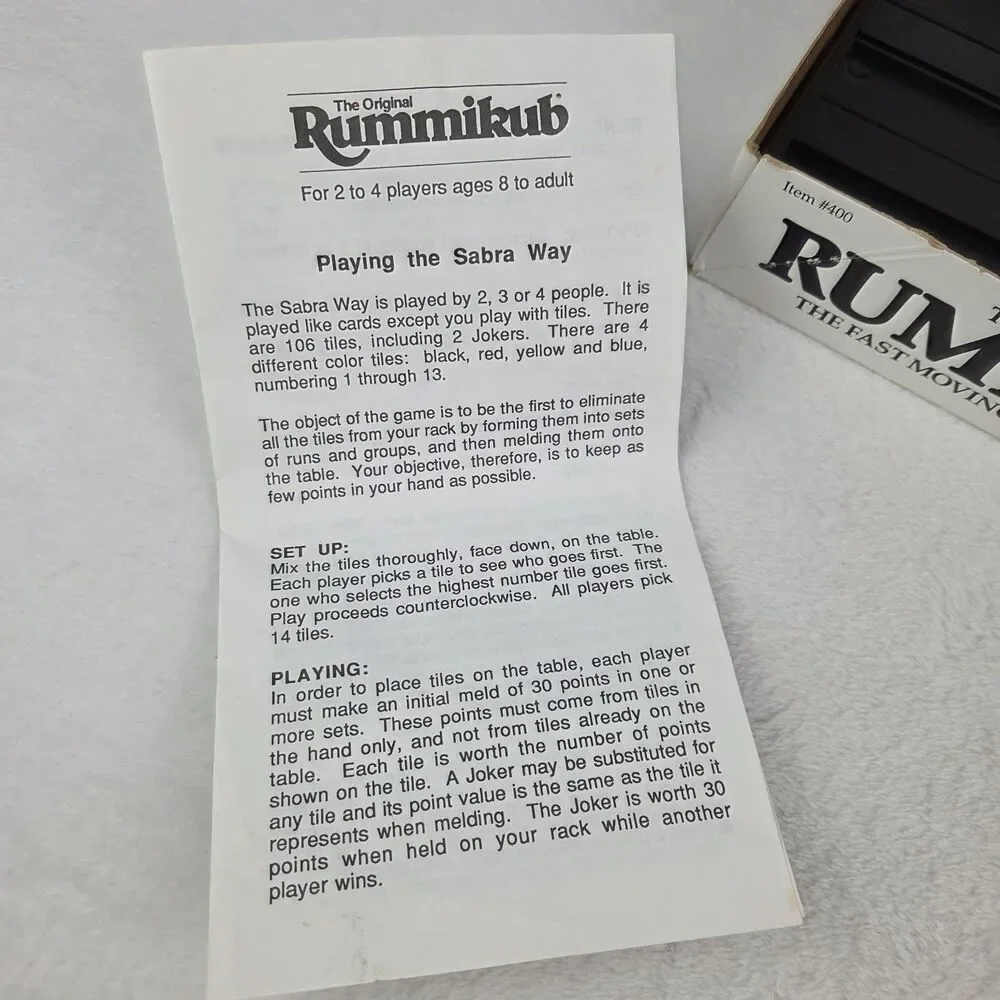 The Original
Rummikub®
For 2 to 4 players ages 8 to adult
Playing the Sabra Way
The Sabra Way is played by 2, 3 or 4 people. It is
played like cards except you play with tiles. There
are 106 tiles, including 2 Jokers. There are 4
different color tiles: black, red, yellow and blue,
numbering 1 through 13.
The object of the game is to be the first to eliminate
all the tiles from your rack by forming them into sets
of runs and groups, and then melding them onto
the table. Your objective, therefore, is to keep as
few points in your hand as possible.
SET UP:
Mix the tiles thoroughly, face down, on the table.
Each player picks a tile to see who goes first. The
one who selects the highest number tile goes first.
Play proceeds counterclockwise. All players pick
14 tiles.
PLAYING:
In order to place tiles on the table, each player
must make an initial meld of 30 points in one or
more sets. These points must come from tiles in
the hand only, and not from tiles already on the
table. Each tile is worth the number of points
shown on the tile. A Joker may be substituted for
any tile and its point value is the same as the tile it
represents when melding. The Joker is worth 30
points when held on your rack while another
player wins.
Item #400
RUM
THE FAST MOVING